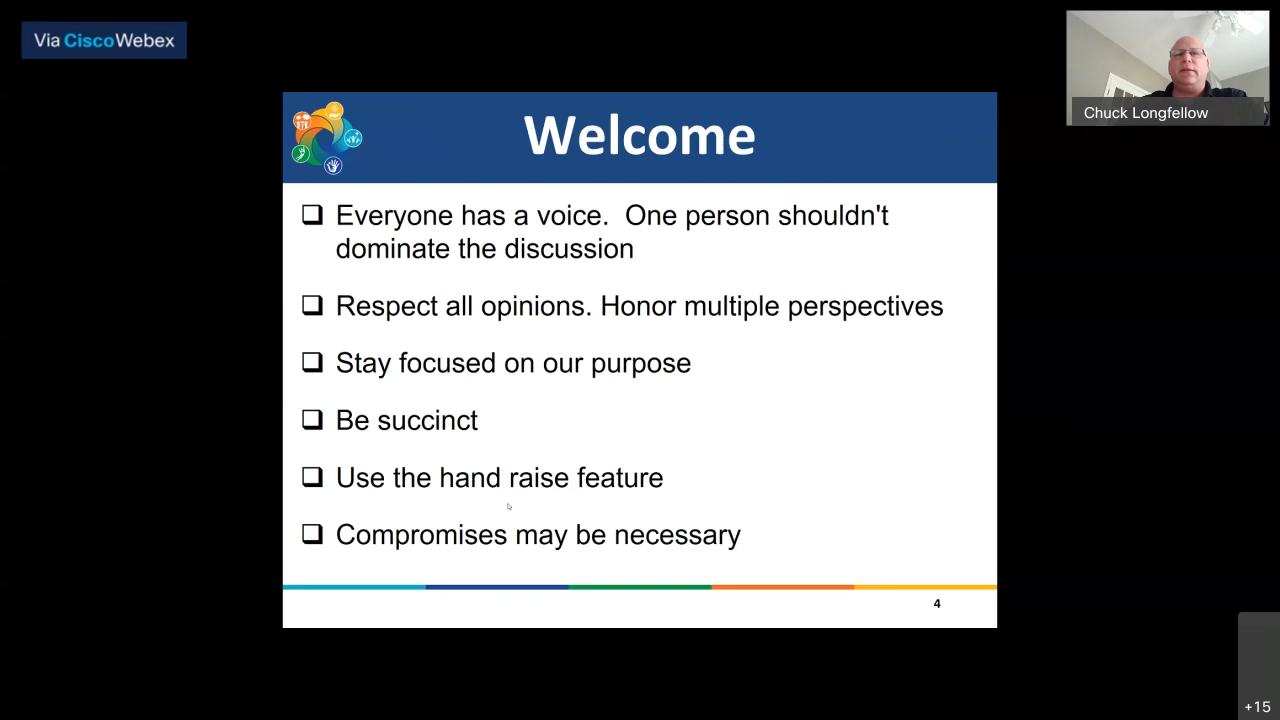 Via CiscoWebex
Chuck Longfellow
Welcome
❑ Everyone has a voice.  One person shouldn't
dominate the discussion
❑ Respect all opinions. Honor multiple perspectives
❑ Stay focused on our purpose
❑ Be succinct
❑ Use the hand raise feature
❑ Compromises may be necessary
4
+15